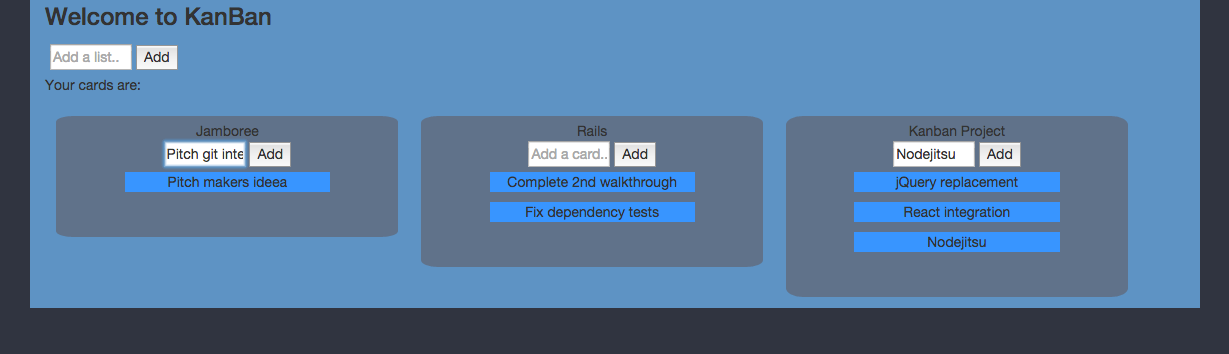 Welcome to KanBan
Add a list.. Add
Your cards are:
Jamboree
Pitch git inte Add
Pitch makers ideea
Rails
Add a card.. Add
Complete 2nd walkthrough
Fix dependency tests
Kanban Project
Nodejitsu Add
jQuery replacement
React integration
Nodejitsu